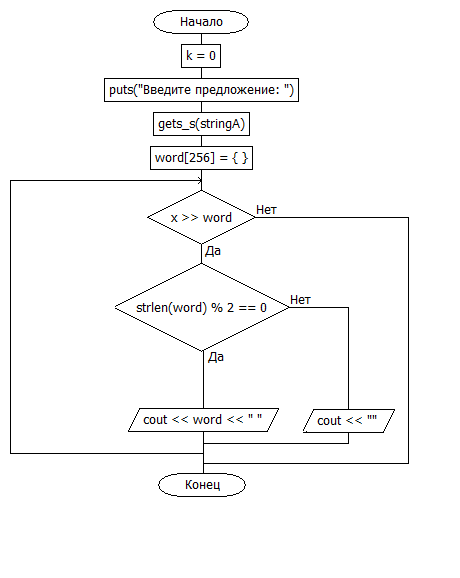 Начало
k = 0
puts("Введите предложение: ")
gets_s(stringA)
word[256] = { }
x >> word
Нет
Да
strlen(word) % 2 == 0
Нет
Да
cout << word << " "
cout << ""
Конец